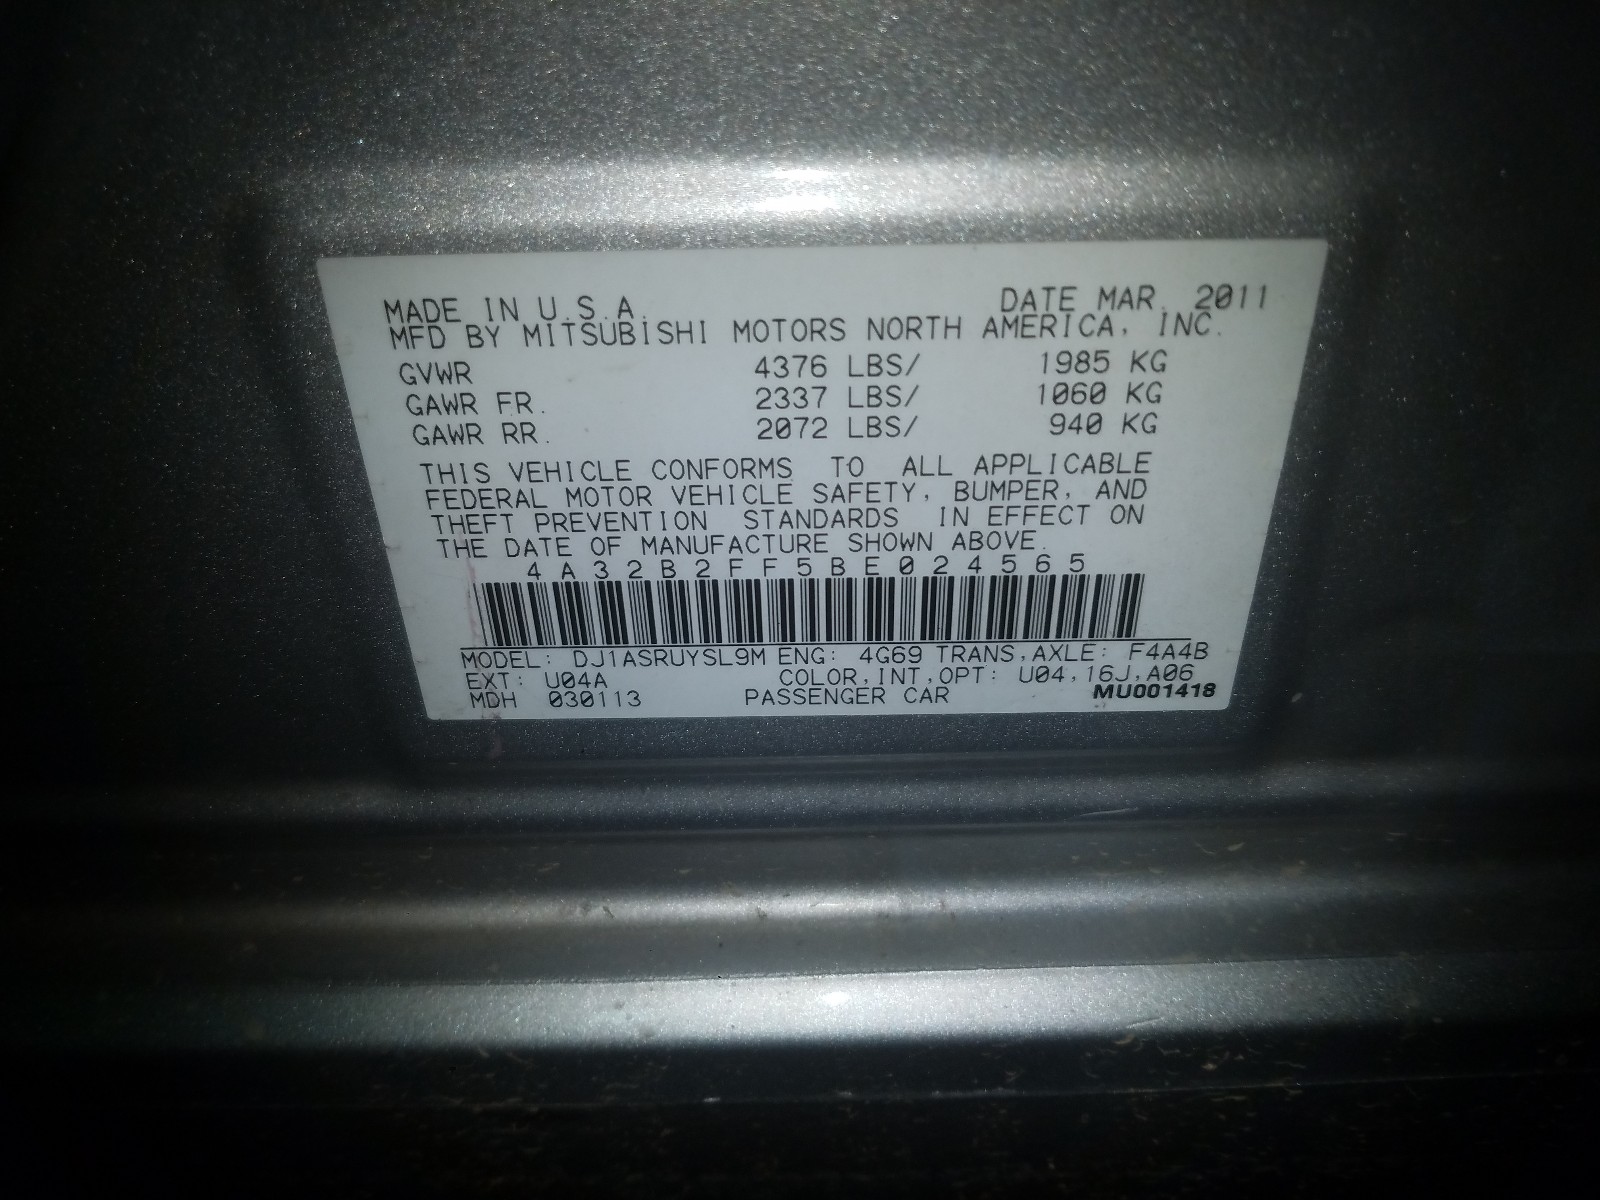 MADE IN U.S.A. DATE MAR. 2011
MFD BY MITSUBISHI MOTORS NORTH AMERICA, INC.
GVWR 4376 LBS/ 1985 KG
GAWR FR. 2337 LBS/ 1060 KG
GAWR RR. 2072 LBS/ 940 KG
THIS VEHICLE CONFORMS TO ALL APPLICABLE
FEDERAL MOTOR VEHICLE SAFETY, BUMPER, AND
THEFT PREVENTION STANDARDS IN EFFECT ON
THE DATE OF MANUFACTURE SHOWN ABOVE.
4A32B2FF5BE024565
MODEL: DJ1ASRUYSL9M ENG: 4G69 TRANS,AXLE: F4A4B
EXT: U04A COLOR,INT,OPT: U04,16J,A06
MDH 030113 PASSENGER CAR MU001418